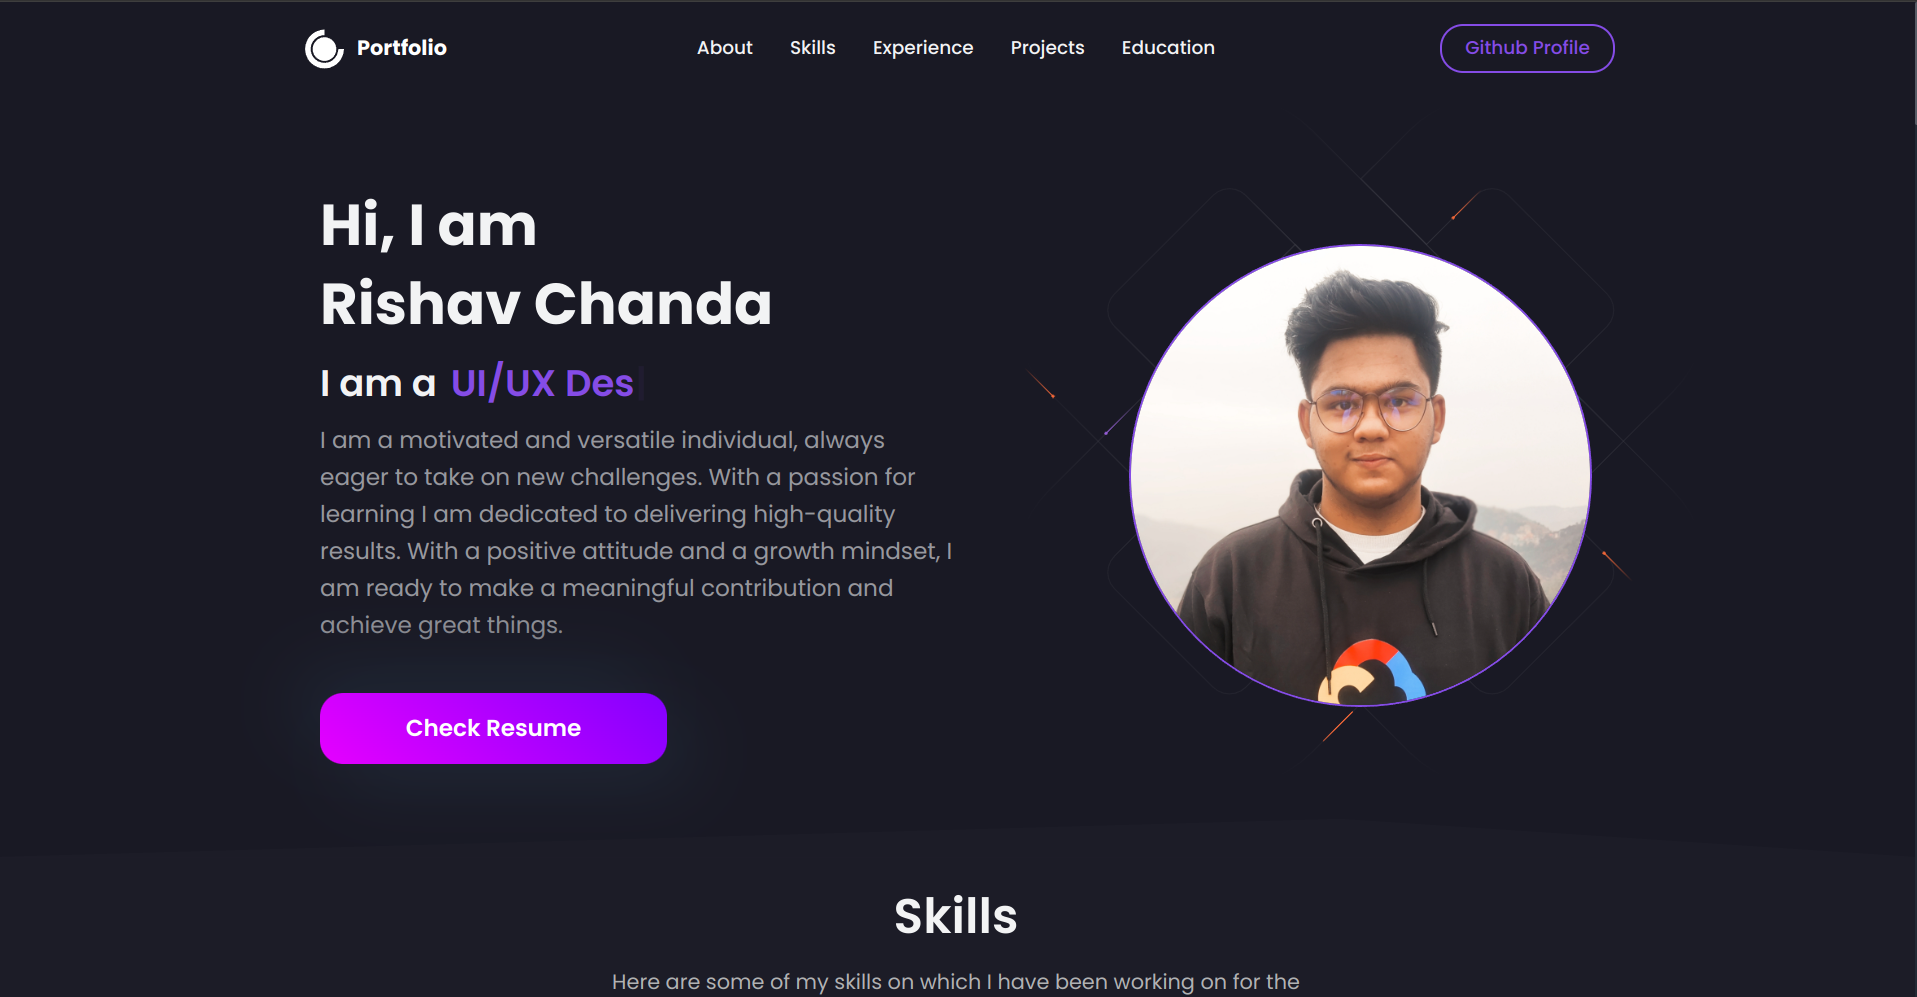 Portfolio
About Skills Experience Projects Education
Github Profile
Hi, I am
Rishav Chanda
I am a UI/UX Des
I am a motivated and versatile individual, always
eager to take on new challenges. With a passion for
learning I am dedicated to delivering high-quality
results. With a positive attitude and a growth mindset, I
am ready to make a meaningful contribution and
achieve great things.
Check Resume
Skills
Here are some of my skills on which I have been working on for the